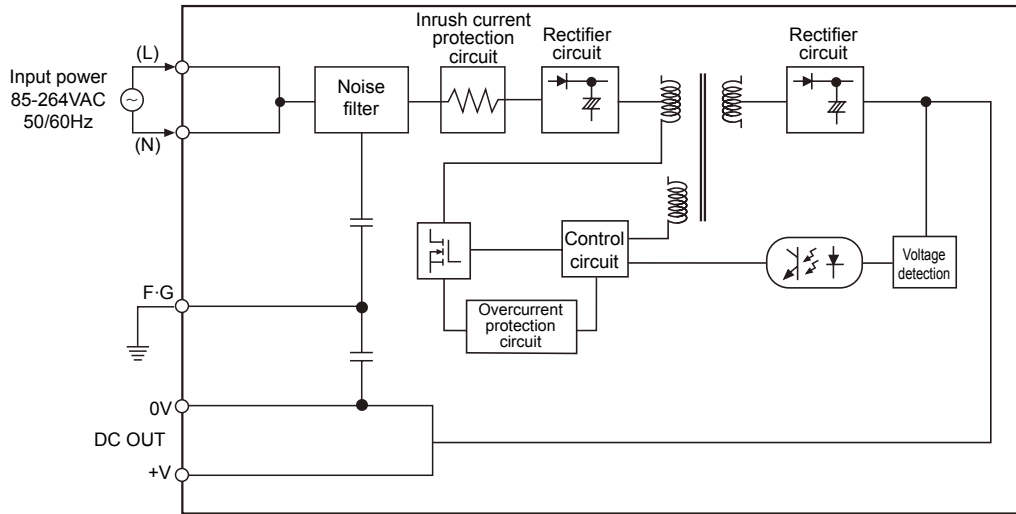 Inrush current
protection
circuit
Rectifier
circuit
Rectifier
circuit
(L)
Input power
85-264VAC
50/60Hz
(N)
Noise
filter
Control
circuit
Voltage
detection
F·G
Overcurrent
protection
circuit
0V
DC OUT
+V